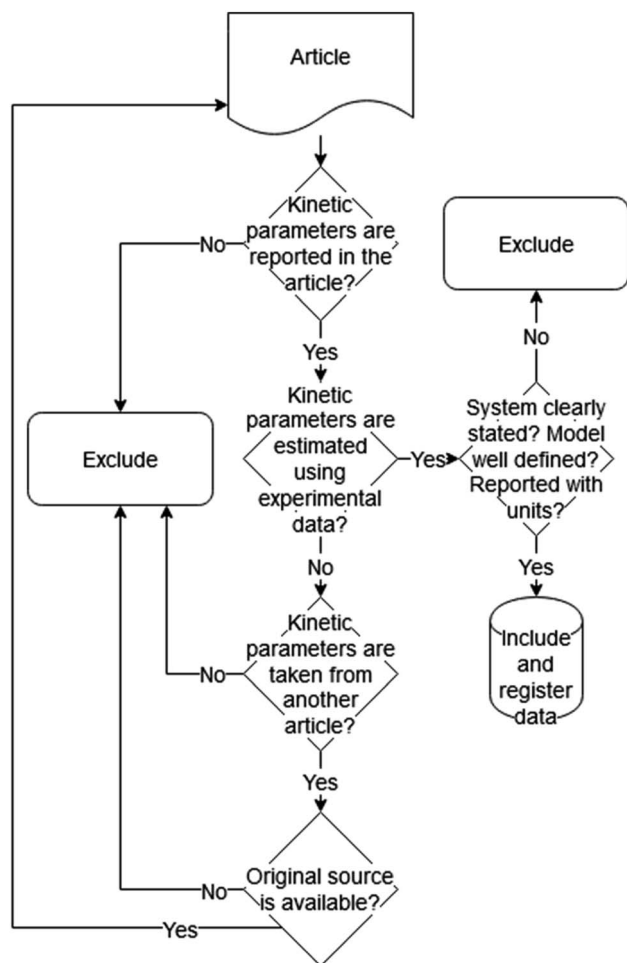 Article
Kinetic
parameters are
reported in the
article?
No
Exclude
No
Yes
Kinetic
parameters are
estimated
using
experimental
data?
Yes
System clearly
stated? Model
well defined?
Reported with
units?
Exclude
No
Yes
Kinetic
parameters are
taken from
another
article?
Include
and
register
data
No
Yes
Original source
is available?
No
Yes